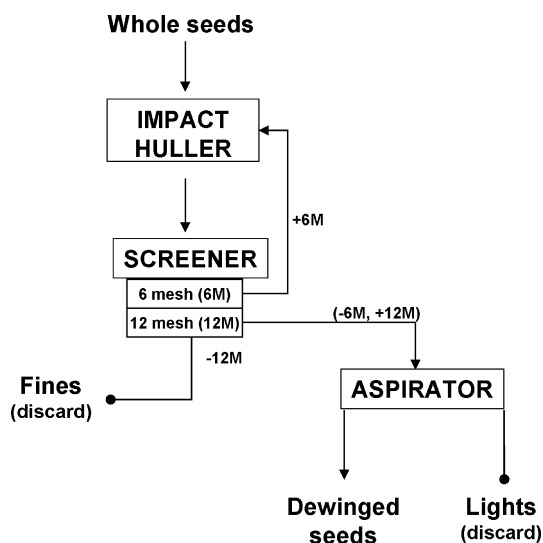 Whole seeds
IMPACT
HULLER
+6M
SCREENER
6 mesh (6M)
12 mesh (12M)
(-6M, +12M)
-12M
Fines
(discard)
ASPIRATOR
Dewinged
seeds
Lights
(discard)